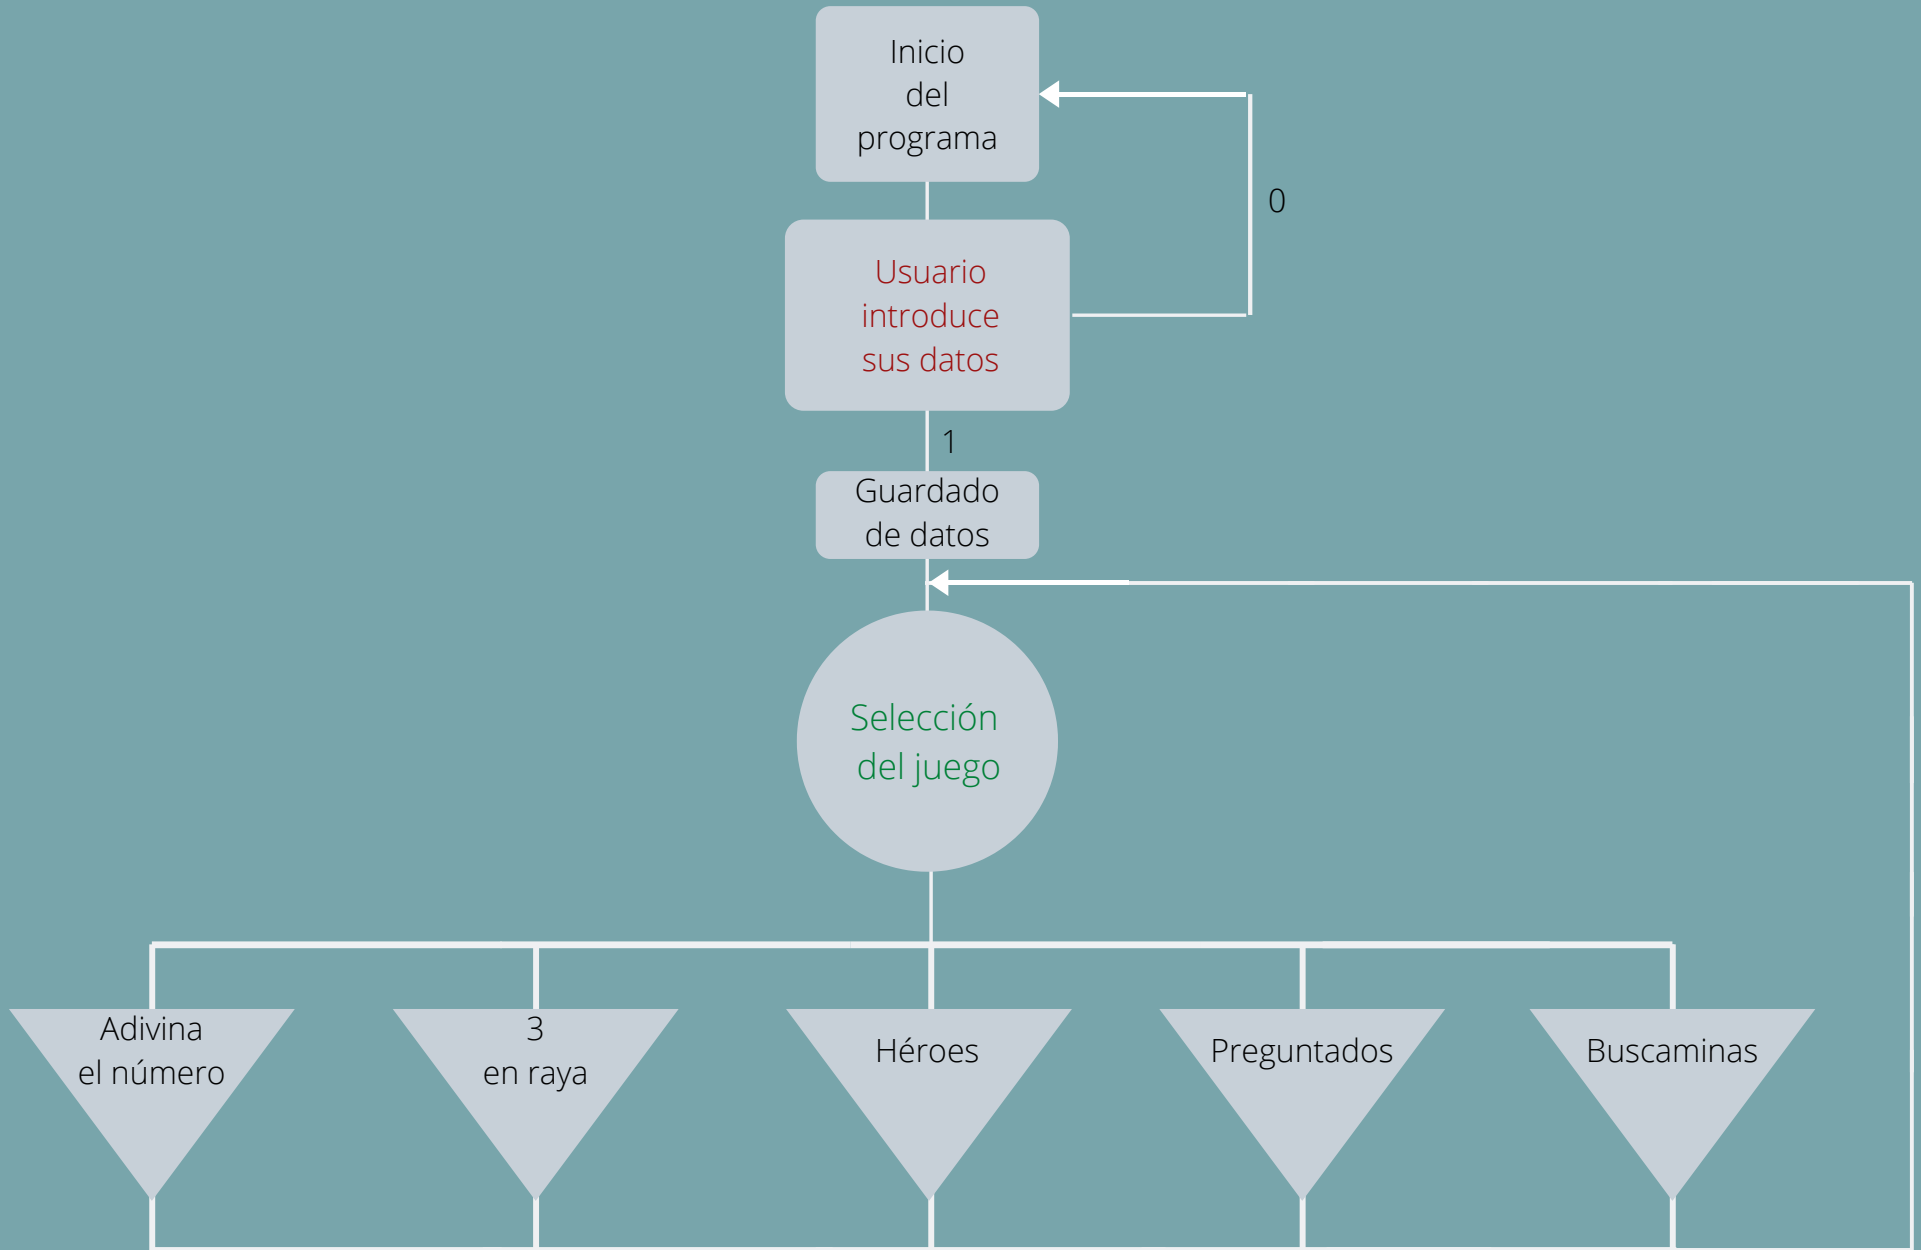 Inicio
del
programa
0
Usuario
introduce
sus datos
1
Guardado
de datos
Selección
del juego
Adivina
el número
3
en raya
Héroes
Preguntados
Buscaminas